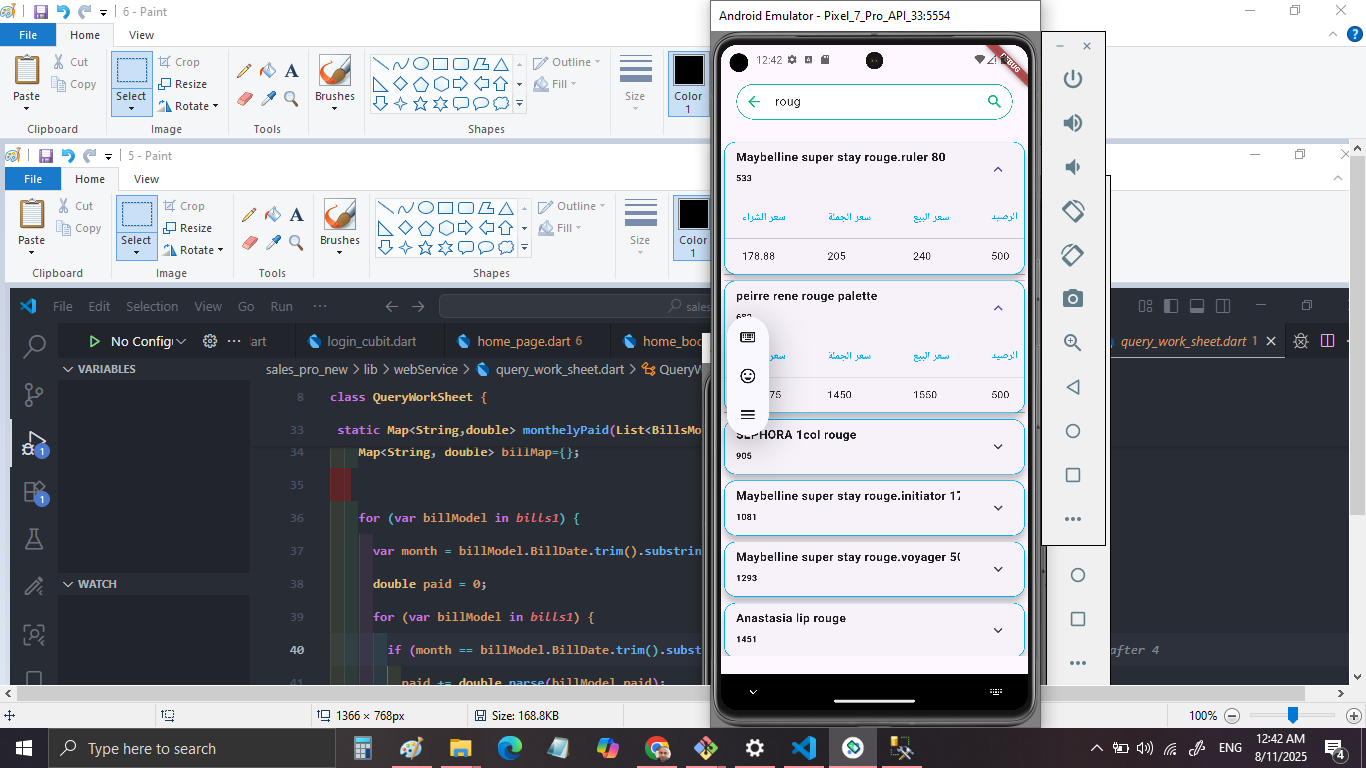 6 - Paint
File Home View
Paste
Cut
Copy
Clipboard
Select
Crop
Resize
Rotate
Image
Tools
Brushes
Shapes
Outline
Fill
Size
Color
1
5 - Paint
File Home View
Paste
Cut
Copy
Clipboard
Select
Crop
Resize
Rotate
Image
Tools
Brushes
Shapes
Outline
Fill
Size
Color
1
File Edit Selection View Go Run ···
sales
No Config
login_cubit.dart
home_page.dart 6
query_work_sheet.dart 1
VARIABLES
WATCH
sales_pro_new > lib > webService > query_work_sheet.dart >
8 class QueryWorkSheet {
33 static Map<String,double> monthelyPaid(List<
34 Map<String, double> billMap={};
35
36 for (var billModel in bills1) {
37 var month = billModel.BillDate.trim().
38 double paid = 0;
39 for (var billModel in bills1) {
40 if (month == billModel.BillDate.trim().
after 4
41 paid += double.parse(billModel.paid);
1366 × 768px
Size: 168.8KB
100%
Android Emulator - Pixel_7_Pro_API_33:5554
12:42
DEBUG
roug
Maybelline super stay rouge.ruler 80
533
سعر الشراء سعر الجملة سعر البيع الرصيد
178.88 205 240 500
peirre rene rouge palette
سعر الجملة سعر البيع الرصيد
1450 1550 500
SEPHORA 1col rouge
905
Maybelline super stay rouge.initiator 17
1081
Maybelline super stay rouge.voyager 50
1293
Anastasia lip rouge
1451
Type here to search
ENG
12:42 AM
8/11/2025
4